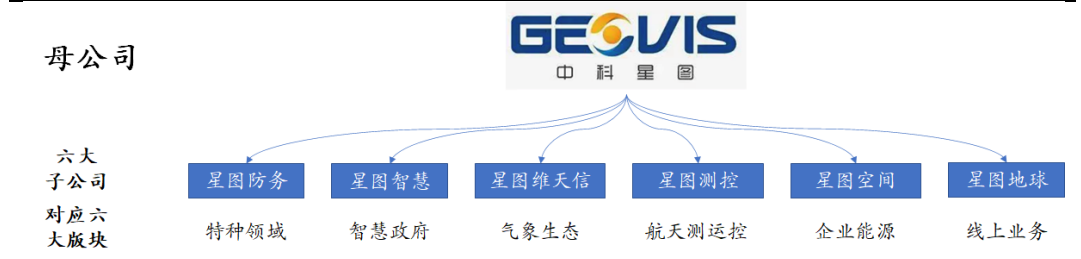 母公司
GEOVIS
中科星图
六大
子公司
星图防务 星图智慧 星图维天信 星图测控 星图空间 星图地球
对应六
大版块
特种领域 智慧政府 气象生态 航天测运控 企业能源 线上业务